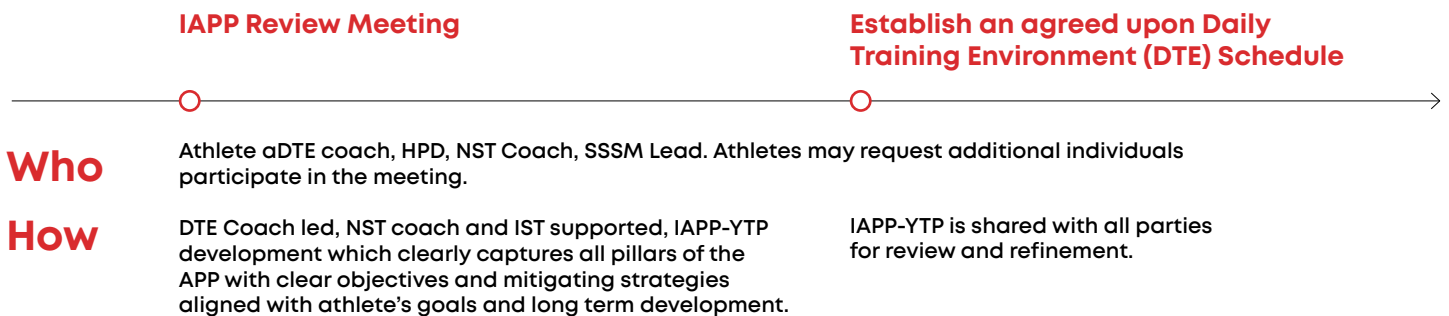 IAPP Review Meeting
Establish an agreed upon Daily
Training Environment (DTE) Schedule
Who
Athlete aDTE coach, HPD, NST Coach, SSSM Lead. Athletes may request additional individuals
participate in the meeting.
How
DTE Coach led, NST coach and IST supported, IAPP-YTP
development which clearly captures all pillars of the
APP with clear objectives and mitigating strategies
aligned with athlete’s goals and long term development.
IAPP-YTP is shared with all parties
for review and refinement.